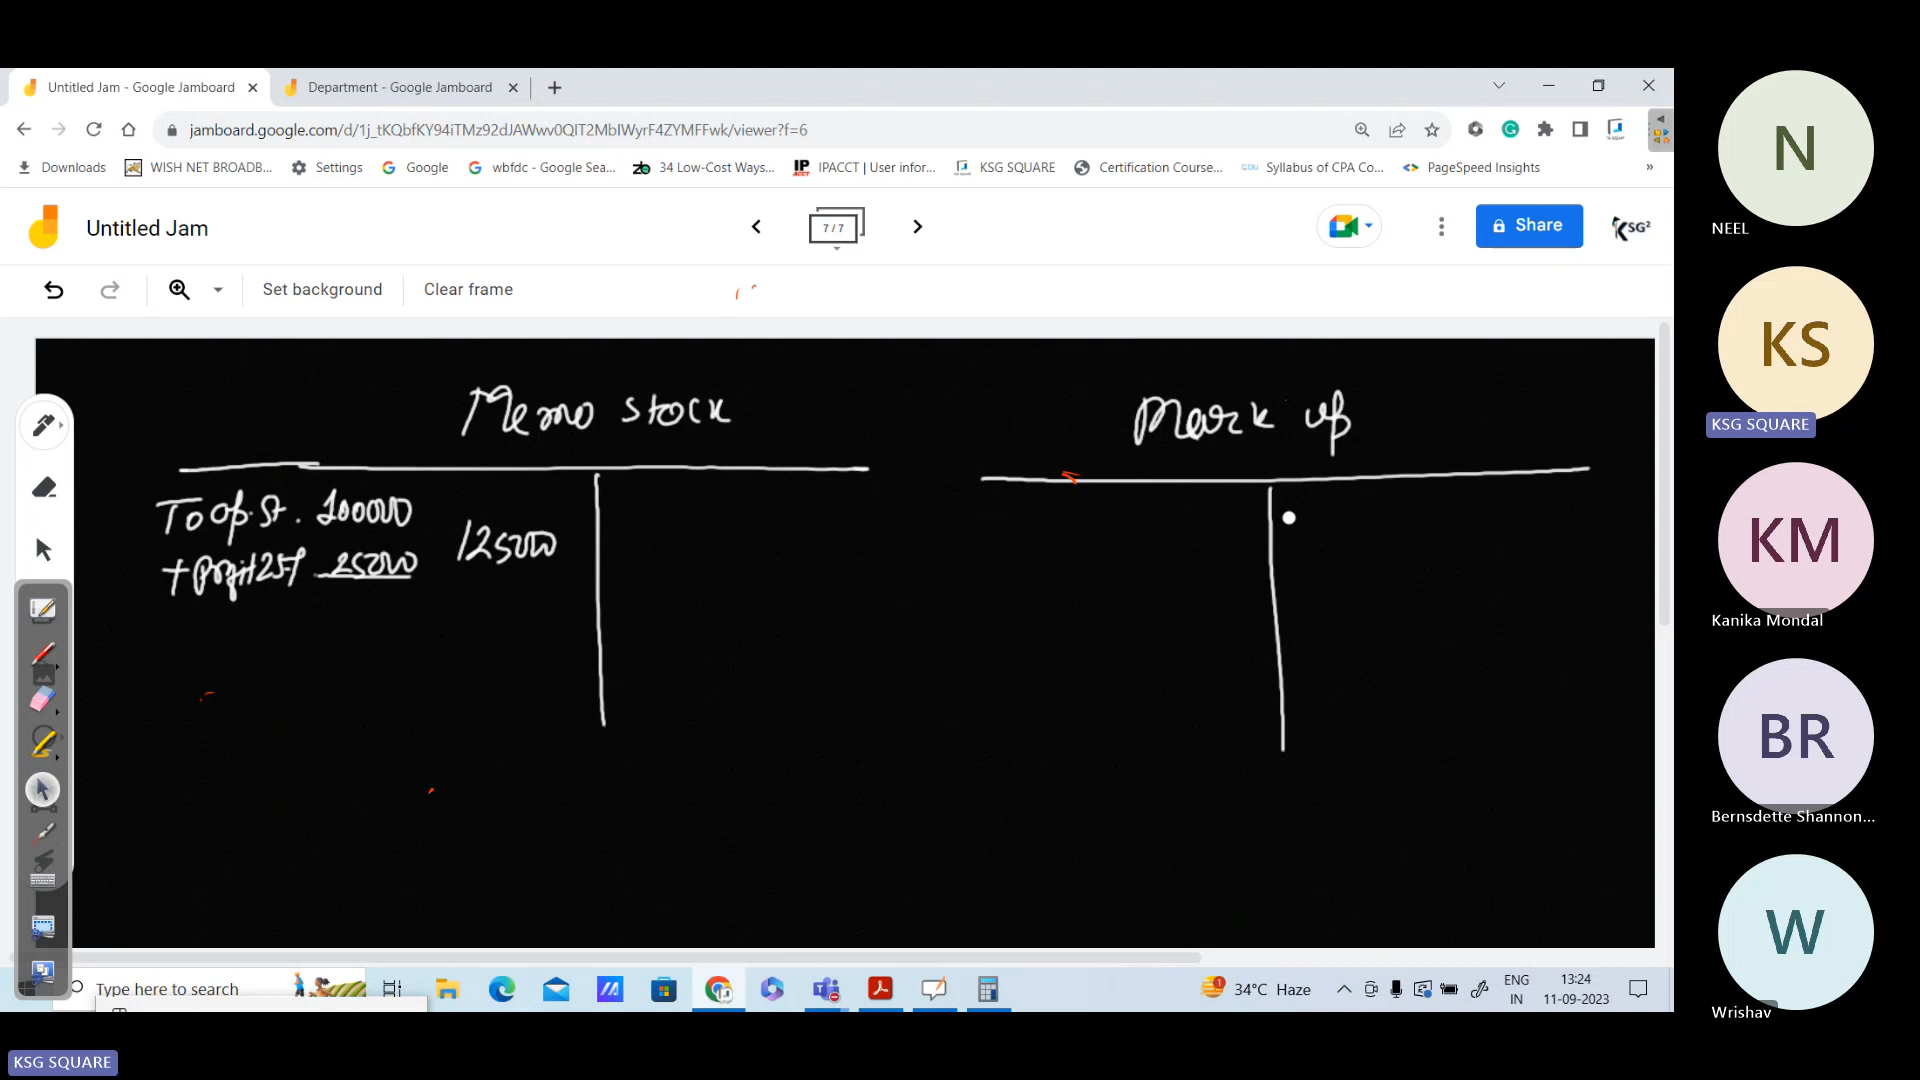 Untitled Jam - Google Jamboard
Department - Google Jamboard
jamboard.google.com/d/1j_tKQbfKY94iTMz92dJAWwv0QIT2MbIWyrF4ZYMFFwk/viewer?f=6
Downloads
WISH NET BROADB...
Settings
Google
wbfdc - Google Sea...
34 Low-Cost Ways...
IPACCT | User infor...
KSG SQUARE
Certification Course...
Syllabus of CPA Co...
PageSpeed Insights
»
Untitled Jam
7 / 7
Share
KSG²
Set background
Clear frame
Memo stock
Mark up
To op. St. 100000
+ Profit 25% 25000
125000
Type here to search
34°C Haze
ENG
IN
13:24
11-09-2023
N
NEEL
KS
KSG SQUARE
KM
Kanika Mondal
BR
Bernsdette Shannon...
W
Wrishav
KSG SQUARE